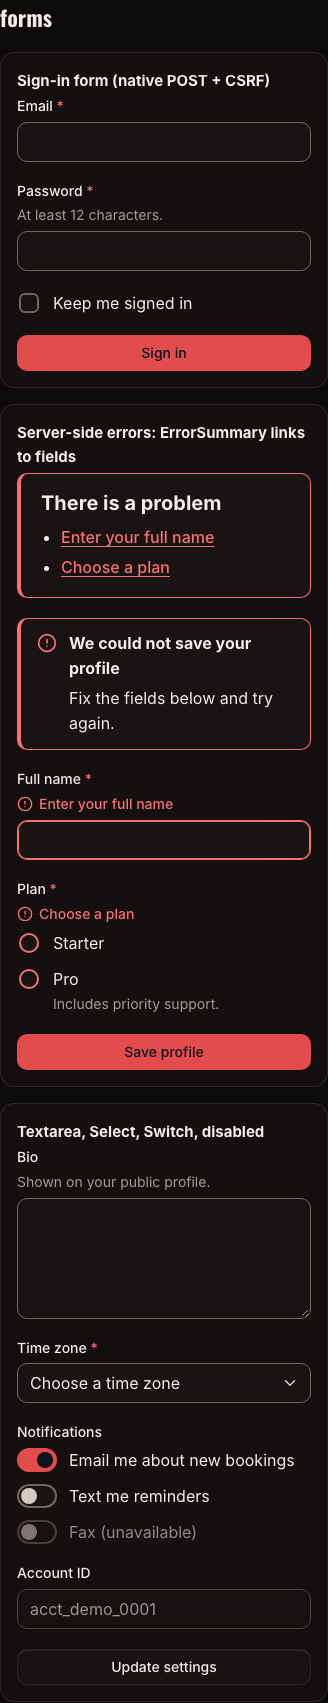 forms
Sign-in form (native POST + CSRF)
Email *
Password *
At least 12 characters.
Keep me signed in
Sign in
Server-side errors: ErrorSummary links
to fields
There is a problem
• Enter your full name
• Choose a plan
We could not save your
profile
Fix the fields below and try
again.
Full name *
Enter your full name
Plan *
Choose a plan
Starter
Pro
Includes priority support.
Save profile
Textarea, Select, Switch, disabled
Bio
Shown on your public profile.
Time zone *
Choose a time zone
Notifications
Email me about new bookings
Text me reminders
Fax (unavailable)
Account ID
acct_demo_0001
Update settings